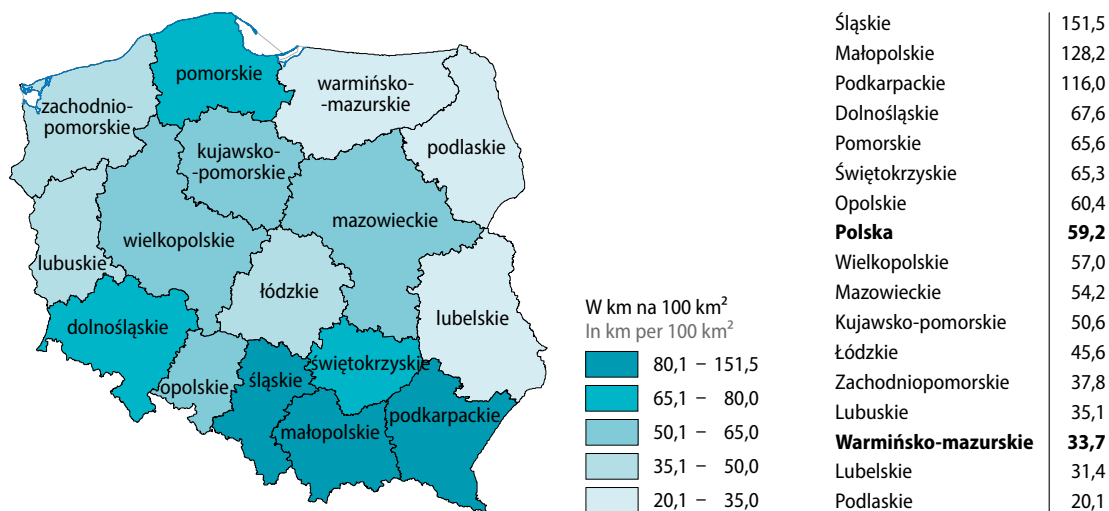 pomorskie
warmińsko-
-mazurskie
zachodnio-
pomorskie
podlaskie
kujawsko-
-pomorskie
mazowieckie
wielkopolskie
lubuskie
łódzkie
lubelskie
dolnośląskie
świętokrzyskie
śląskie
opolskie
podkarpackie
małopolskie
W km na 100 km²
In km per 100 km²
80,1 – 151,5
65,1 – 80,0
50,1 – 65,0
35,1 – 50,0
20,1 – 35,0
Śląskie 151,5
Małopolskie 128,2
Podkarpackie 116,0
Dolnośląskie 67,6
Pomorskie 65,6
Świętokrzyskie 65,3
Opolskie 60,4
Polska 59,2
Wielkopolskie 57,0
Mazowieckie 54,2
Kujawsko-pomorskie 50,6
Łódzkie 45,6
Zachodniopomorskie 37,8
Lubuskie 35,1
Warmińsko-mazurskie 33,7
Lubelskie 31,4
Podlaskie 20,1